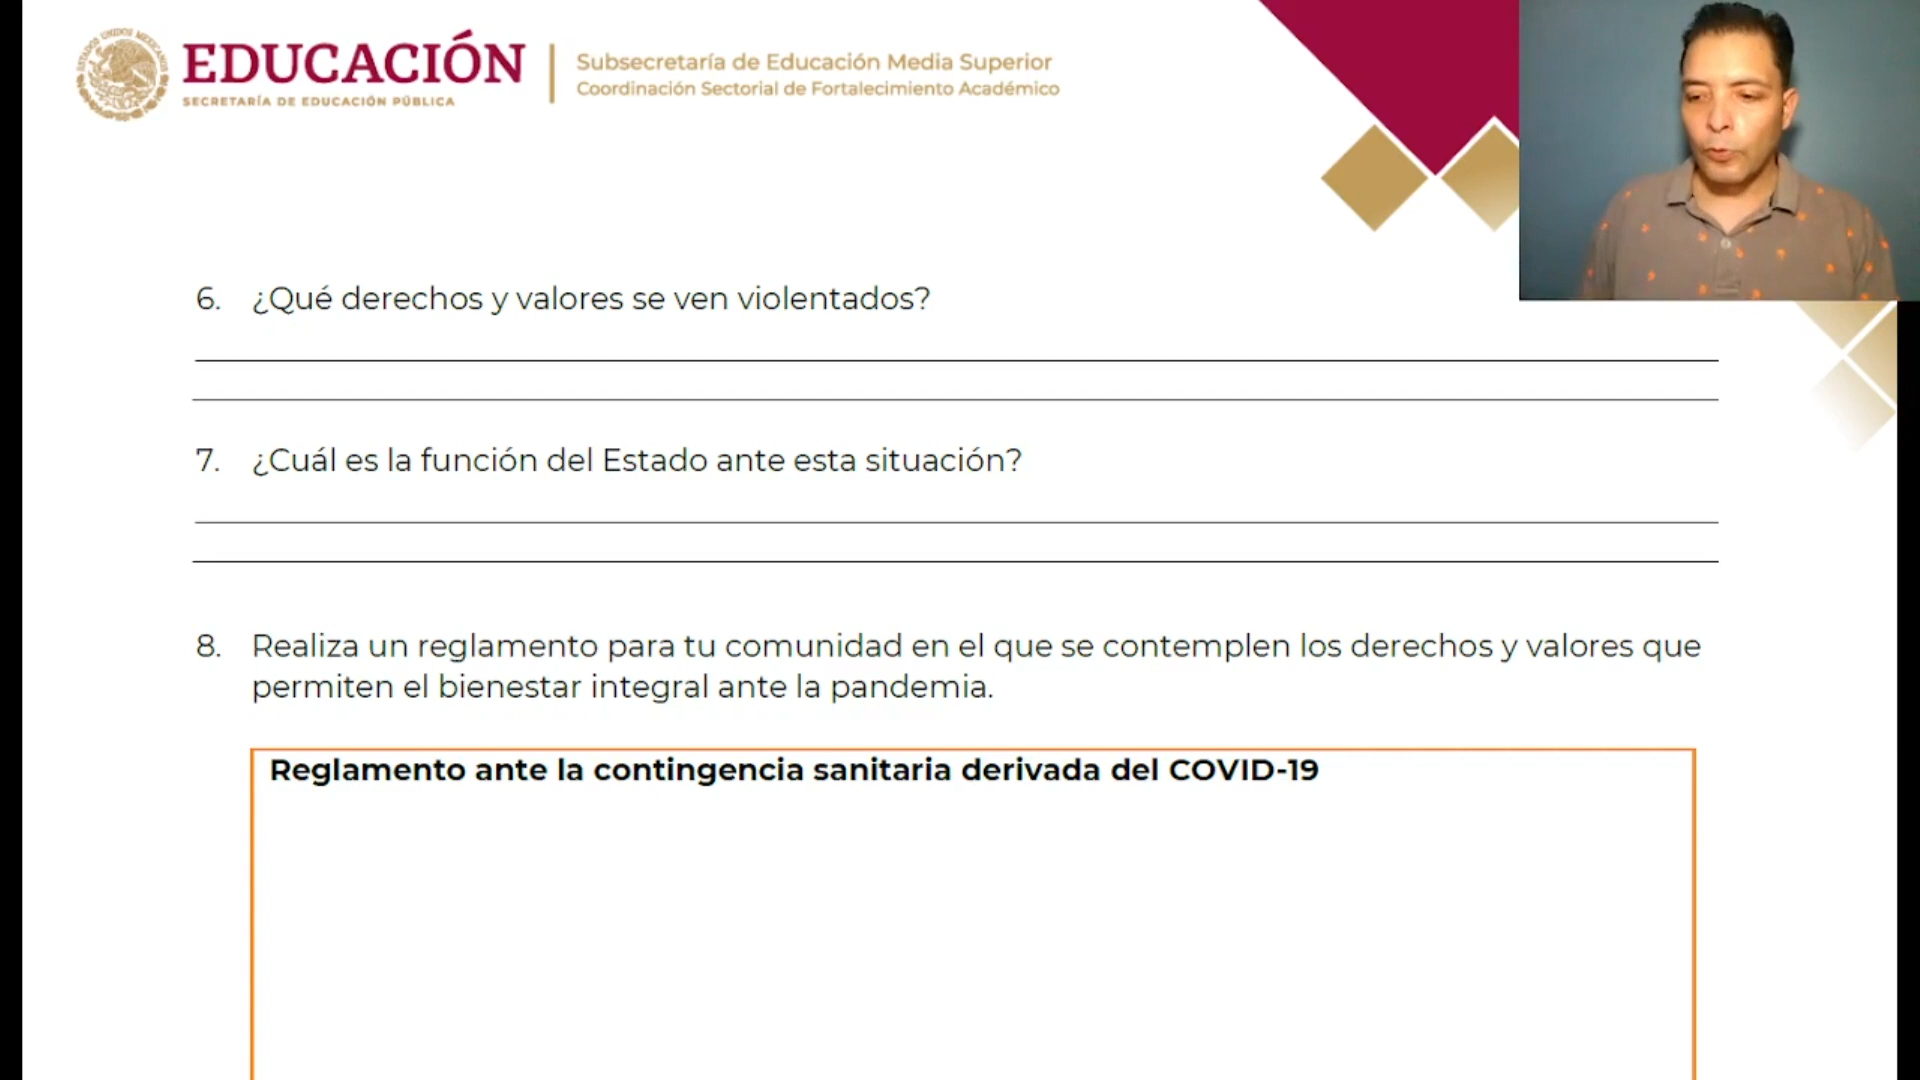 ESTADOS UNIDOS MEXICANOS
EDUCACIÓN
SECRETARÍA DE EDUCACIÓN PÚBLICA
Subsecretaría de Educación Media Superior
Coordinación Sectorial de Fortalecimiento Académico
6. ¿Qué derechos y valores se ven violentados?
7. ¿Cuál es la función del Estado ante esta situación?
8. Realiza un reglamento para tu comunidad en el que se contemplen los derechos y valores que
permiten el bienestar integral ante la pandemia.
Reglamento ante la contingencia sanitaria derivada del COVID-19